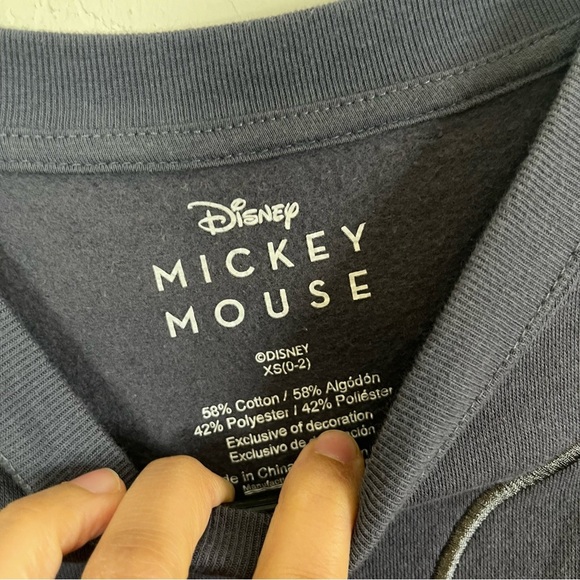 Disney
MICKEY
MOUSE
©DISNEY
XS(0-2)
58% Cotton / 58% Algodón
42% Polyester / 42% Poliéster
Exclusive of decoration
Exclusivo de
in China